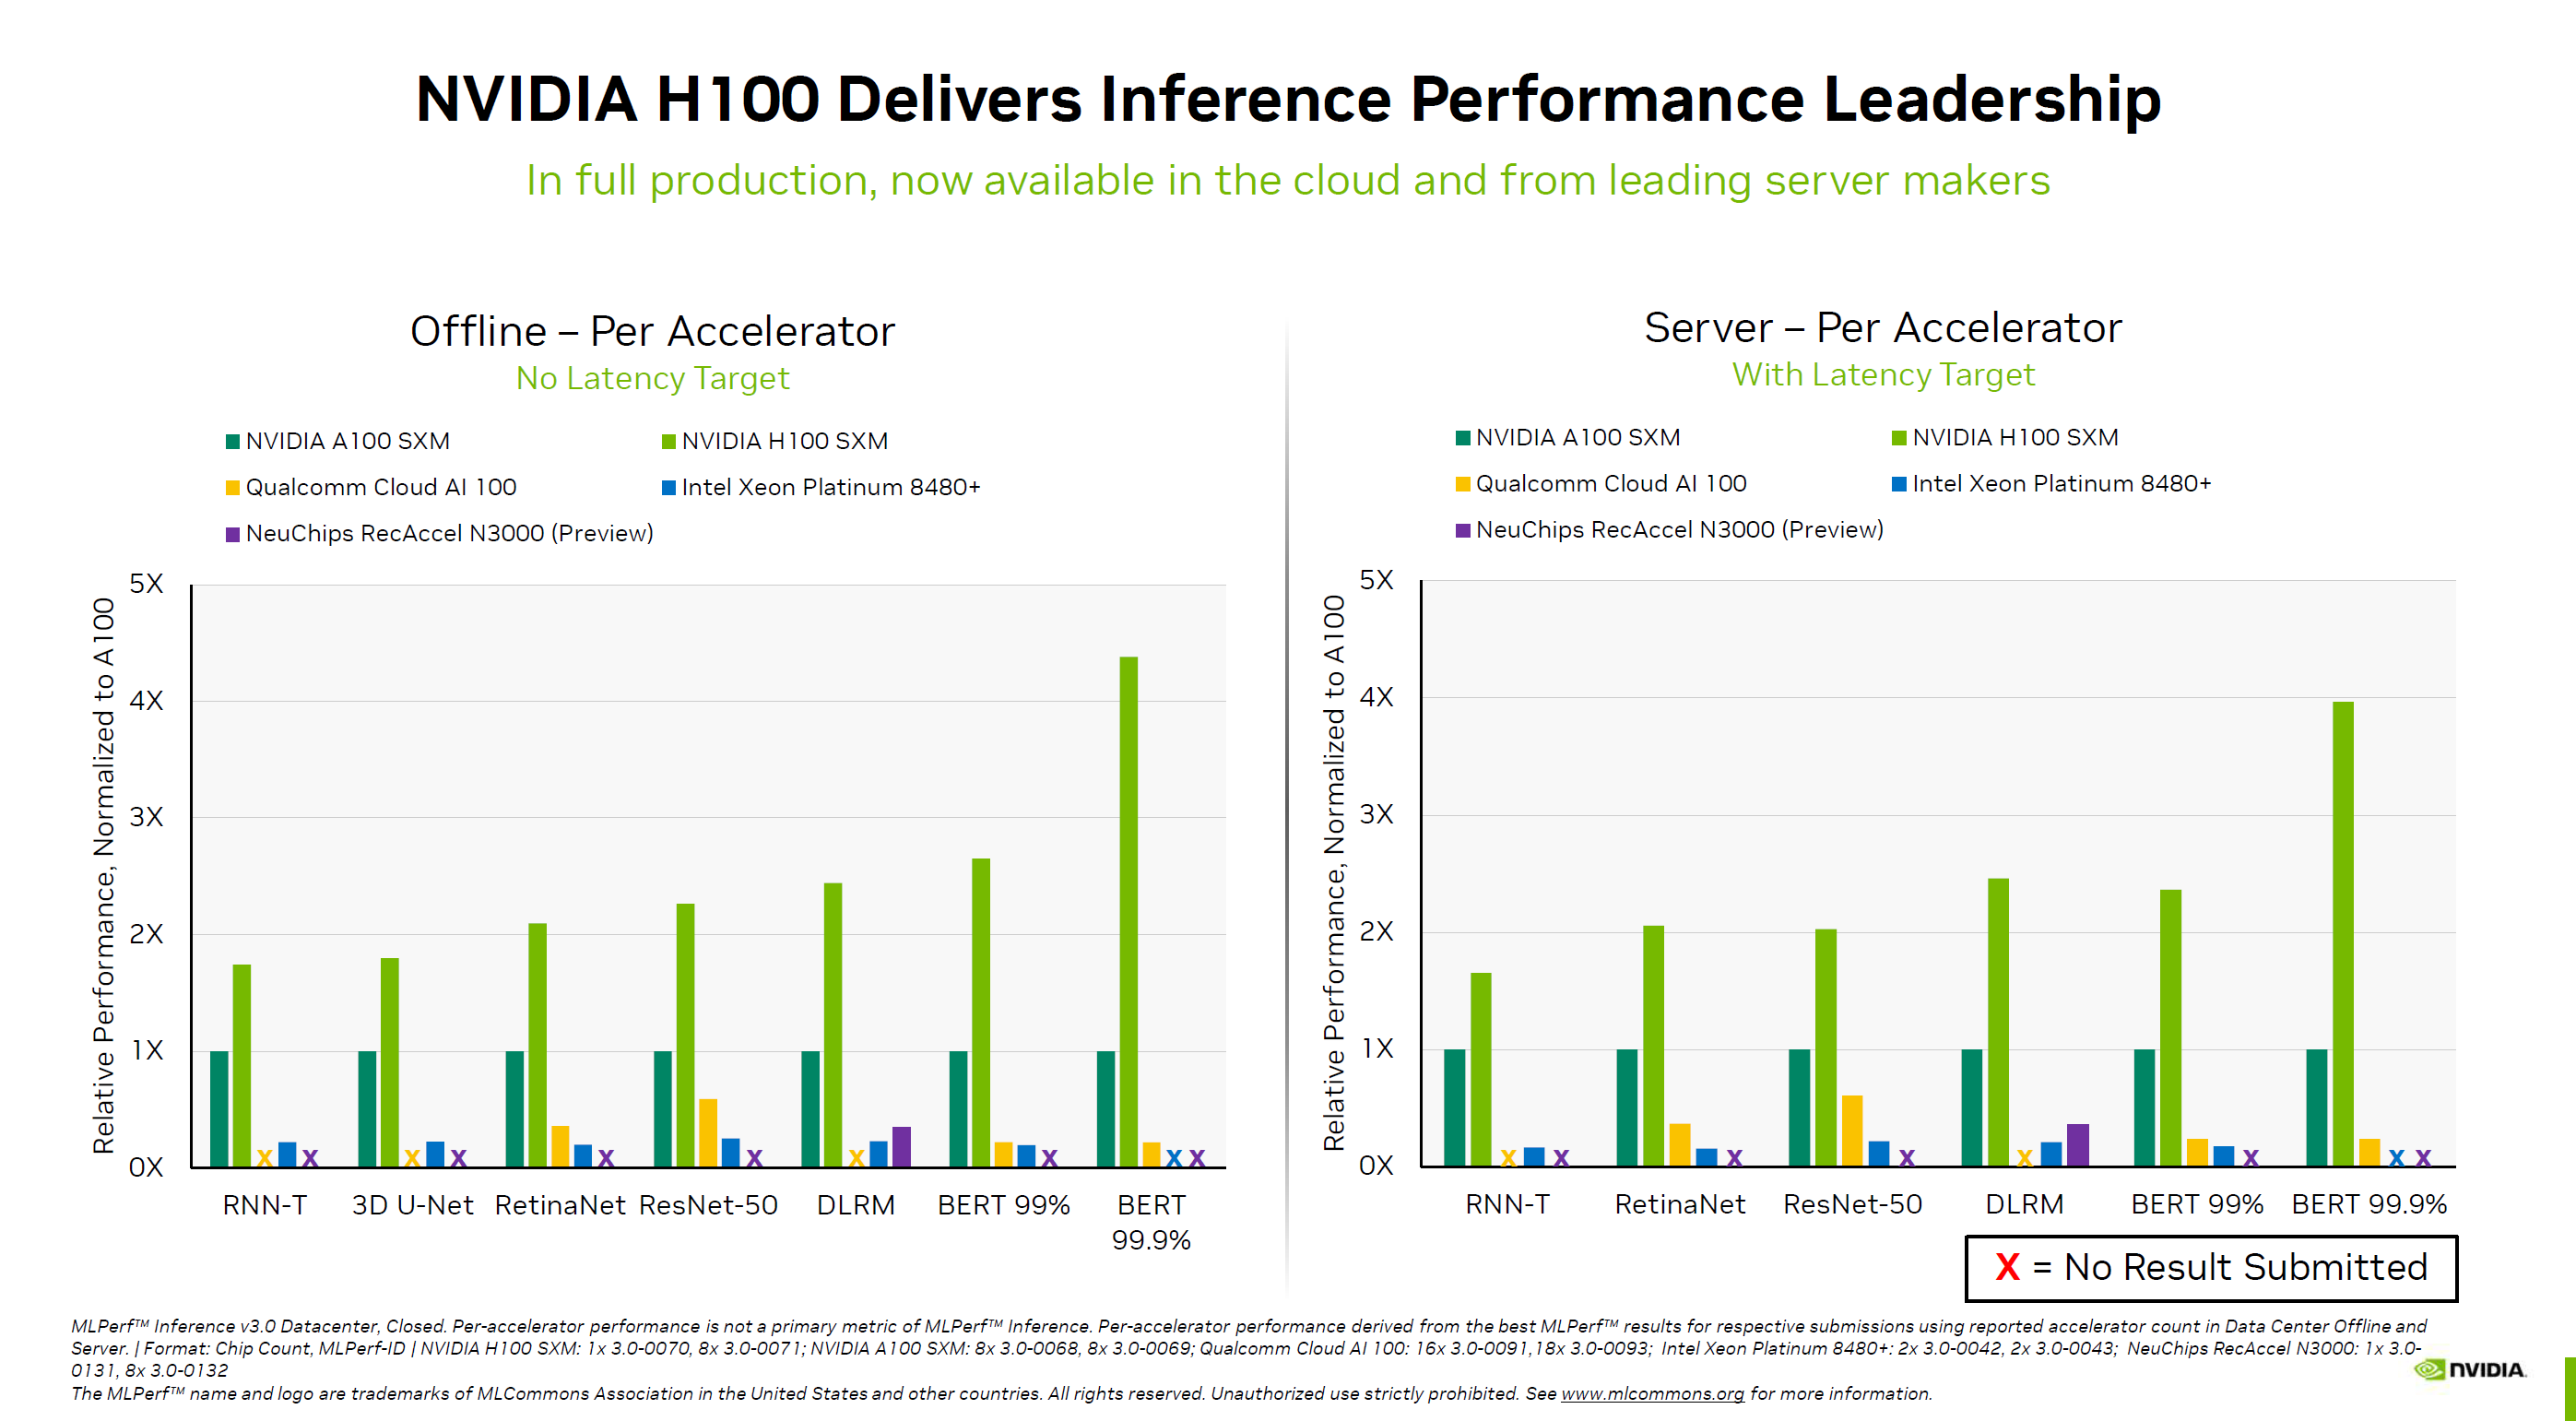 NVIDIA H100 Delivers Inference Performance Leadership
In full production, now available in the cloud and from leading server makers
Offline – Per Accelerator
No Latency Target
NVIDIA A100 SXM
NVIDIA H100 SXM
Qualcomm Cloud AI 100
Intel Xeon Platinum 8480+
NeuChips RecAccel N3000 (Preview)
Relative Performance, Normalized to A100
5X
4X
3X
2X
1X
0X
X X X X X X X X X X X
RNN-T
3D U-Net
RetinaNet
ResNet-50
DLRM
BERT 99%
BERT
99.9%
Server – Per Accelerator
With Latency Target
NVIDIA A100 SXM
NVIDIA H100 SXM
Qualcomm Cloud AI 100
Intel Xeon Platinum 8480+
NeuChips RecAccel N3000 (Preview)
Relative Performance, Normalized to A100
5X
4X
3X
2X
1X
0X
X X X X X X X X
RNN-T
RetinaNet
ResNet-50
DLRM
BERT 99%
BERT 99.9%
X = No Result Submitted
MLPerf™ Inference v3.0 Datacenter, Closed. Per-accelerator performance is not a primary metric of MLPerf™ Inference. Per-accelerator performance derived from the best MLPerf™ results for respective submissions using reported accelerator count in Data Center Offline and
Server. | Format: Chip Count, MLPerf-ID | NVIDIA H100 SXM: 1x 3.0-0070, 8x 3.0-0071; NVIDIA A100 SXM: 8x 3.0-0068, 8x 3.0-0069; Qualcomm Cloud AI 100: 16x 3.0-0091,18x 3.0-0093; Intel Xeon Platinum 8480+: 2x 3.0-0042, 2x 3.0-0043; NeuChips RecAccel N3000: 1x 3.0-
0131, 8x 3.0-0132
The MLPerf™ name and logo are trademarks of MLCommons Association in the United States and other countries. All rights reserved. Unauthorized use strictly prohibited. See www.mlcommons.org for more information.
NVIDIA.